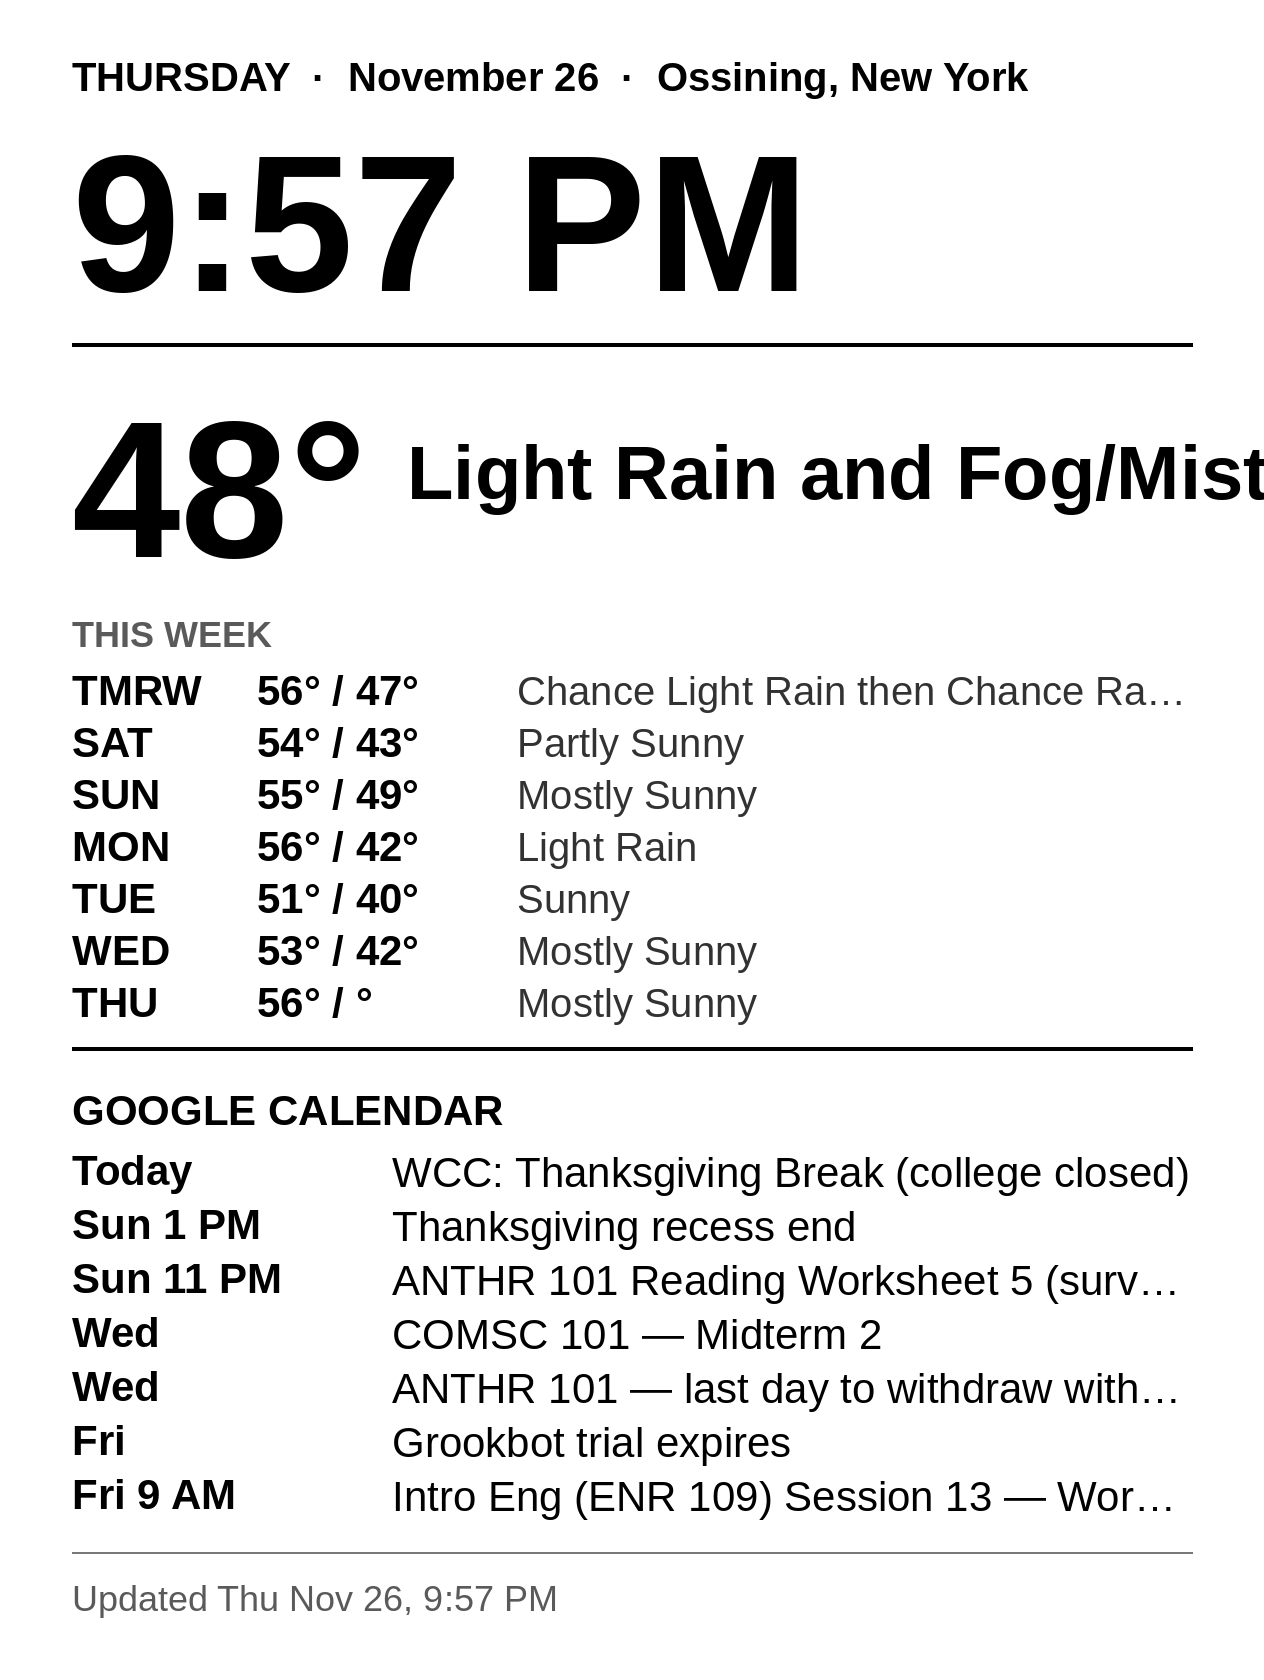 THURSDAY · November 26 · Ossining, New York
9:57 PM
48° Light Rain and Fog/Mist
THIS WEEK
TMRW 56° / 47° Chance Light Rain then Chance Ra…
SAT 54° / 43° Partly Sunny
SUN 55° / 49° Mostly Sunny
MON 56° / 42° Light Rain
TUE 51° / 40° Sunny
WED 53° / 42° Mostly Sunny
THU 56° / ° Mostly Sunny
GOOGLE CALENDAR
Today WCC: Thanksgiving Break (college closed)
Sun 1 PM Thanksgiving recess end
Sun 11 PM ANTHR 101 Reading Worksheet 5 (surv…
Wed COMSC 101 — Midterm 2
Wed ANTHR 101 — last day to withdraw with…
Fri Grookbot trial expires
Fri 9 AM Intro Eng (ENR 109) Session 13 — Wor…
Updated Thu Nov 26, 9:57 PM